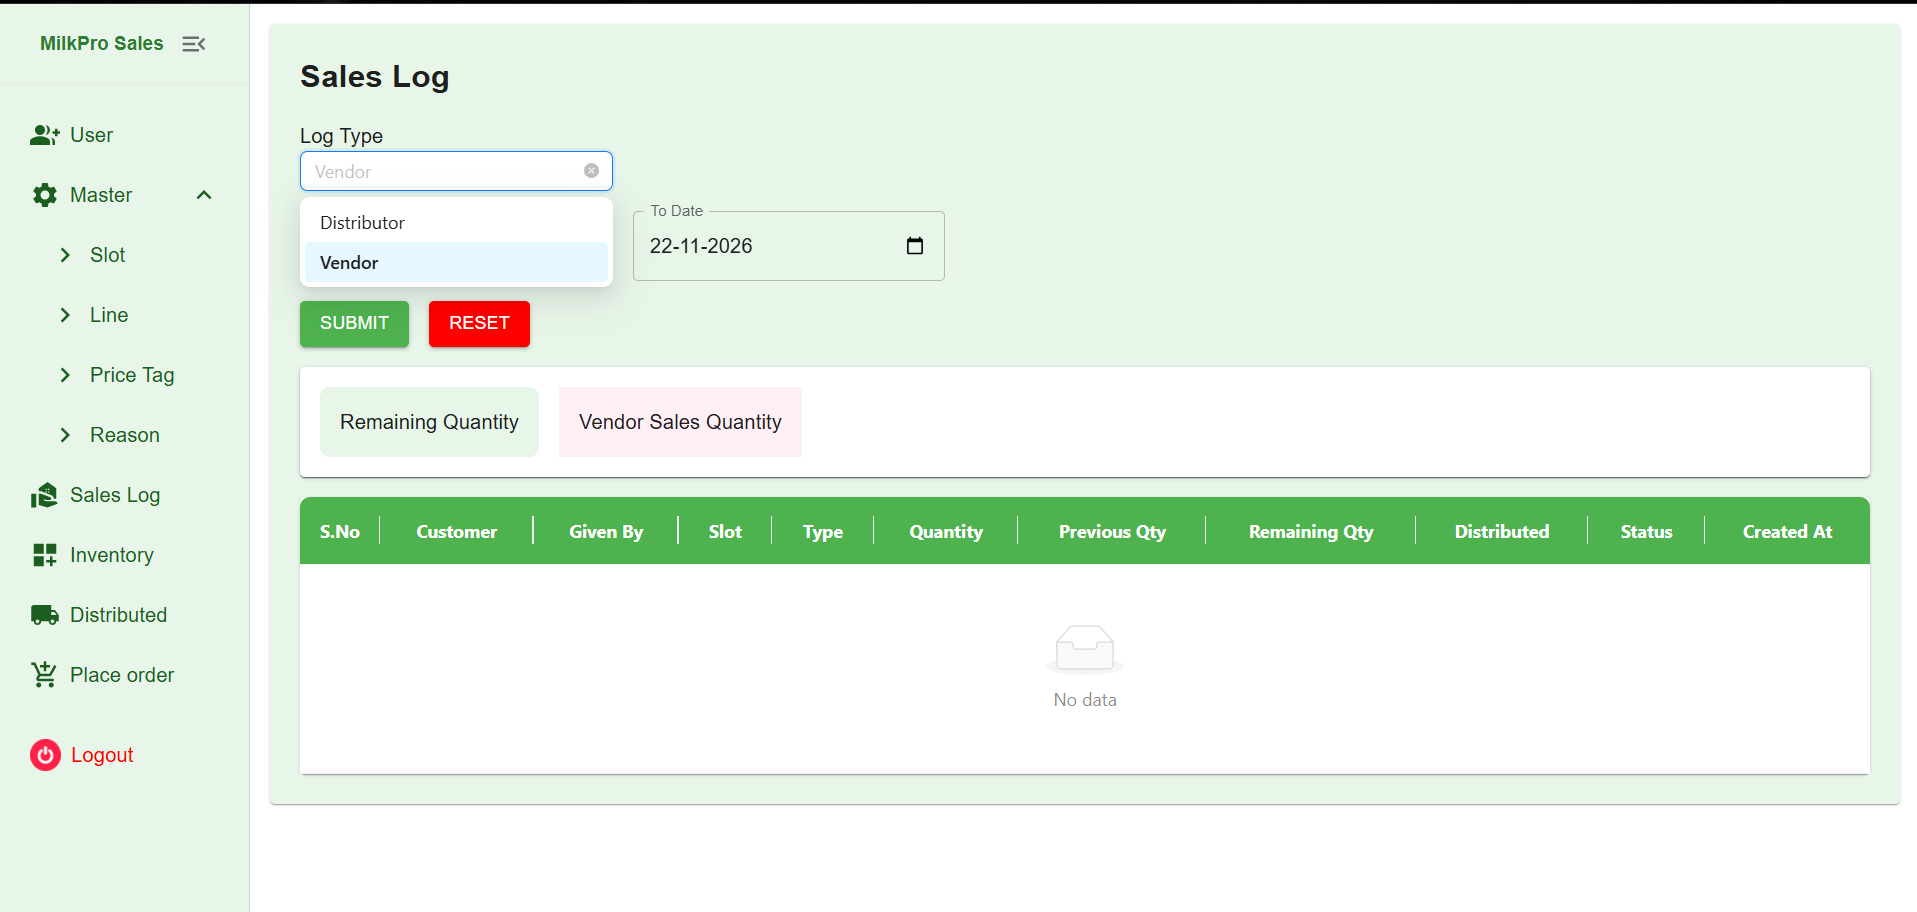 MilkPro Sales
User
Master
Slot
Line
Price Tag
Reason
Sales Log
Inventory
Distributed
Place order
Logout
Sales Log
Log Type
Vendor
Distributor
Vendor
To Date
22-11-2026
SUBMIT RESET
Remaining Quantity Vendor Sales Quantity
S.No Customer Given By Slot Type Quantity Previous Qty Remaining Qty Distributed Status Created At
No data